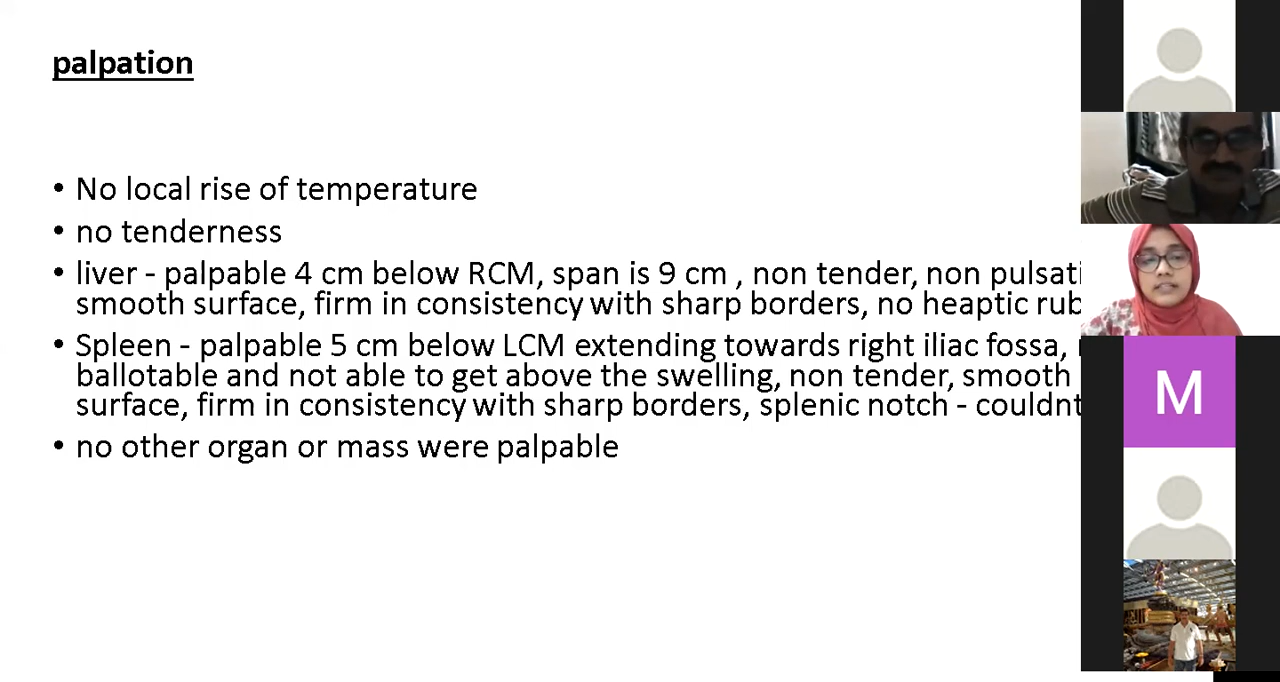 palpation
• No local rise of temperature
• no tenderness
• liver - palpable 4 cm below RCM, span is 9 cm , non tender, non
smooth surface, firm in consistency with sharp borders, no heaptic rub
• Spleen - palpable 5 cm below LCM extending towards right iliac fossa,
ballotable and not able to get above the swelling, non tender, smooth
surface, firm in consistency with sharp borders, splenic notch - couldnt
• no other organ or mass were palpable
M